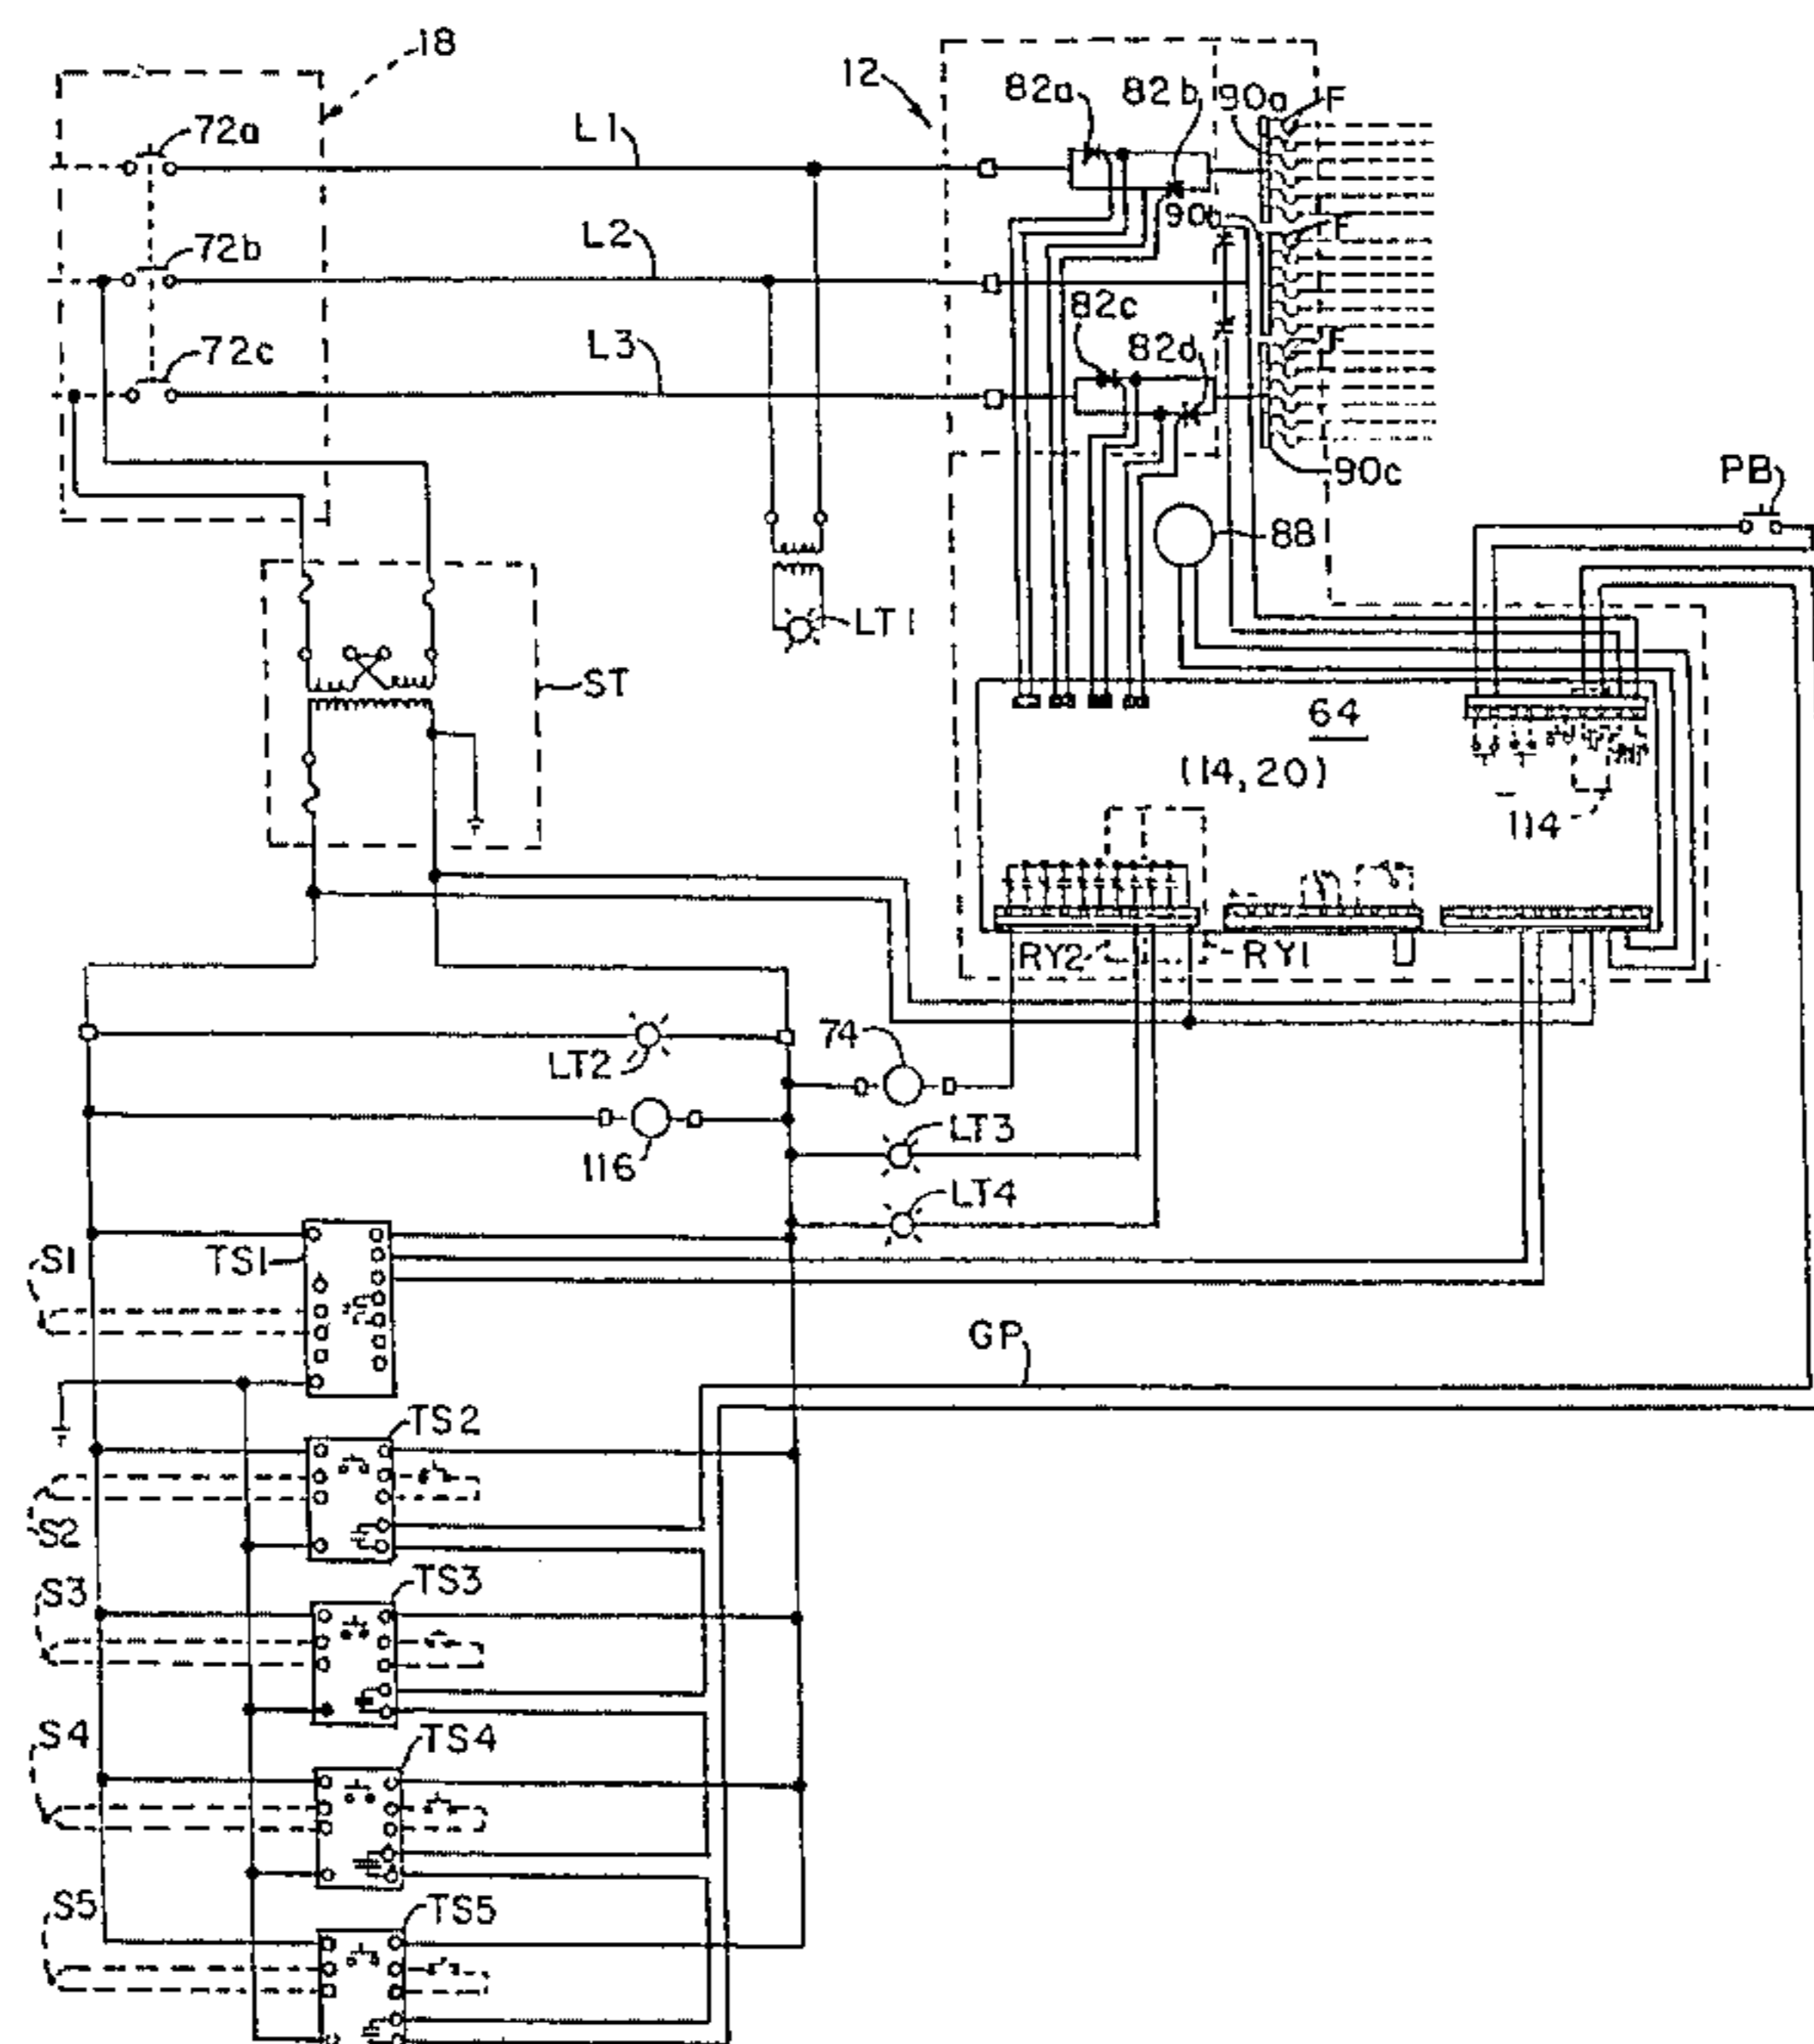 18
12
82a
82b
90a
F
72a
L1
90b
F
72b
L2
82c
F
72c
L3
82d
90c
PB
88
LT1
ST
64
(14,20)
114
RY2
RY1
74
LT2
LT3
116
LT4
S1
TS1
GP
TS2
S2
S3
TS3
S4
TS4
S5
TS5